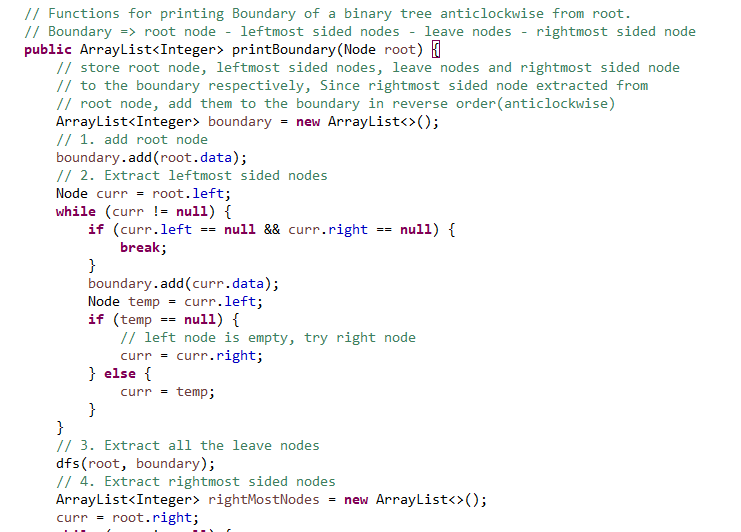 // Functions for printing Boundary of a binary tree anticlockwise from root.
// Boundary => root node - leftmost sided nodes - leave nodes - rightmost sided node
public ArrayList<Integer> printBoundary(Node root) {
// store root node, leftmost sided nodes, leave nodes and rightmost sided node
// to the boundary respectively, Since rightmost sided node extracted from
// root node, add them to the boundary in reverse order(anticlockwise)
ArrayList<Integer> boundary = new ArrayList<>();
// 1. add root node
boundary.add(root.data);
// 2. Extract leftmost sided nodes
Node curr = root.left;
while (curr != null) {
if (curr.left == null && curr.right == null) {
break;
}
boundary.add(curr.data);
Node temp = curr.left;
if (temp == null) {
// left node is empty, try right node
curr = curr.right;
} else {
curr = temp;
}
}
// 3. Extract all the leave nodes
dfs(root, boundary);
// 4. Extract rightmost sided nodes
ArrayList<Integer> rightMostNodes = new ArrayList<>();
curr = root.right;